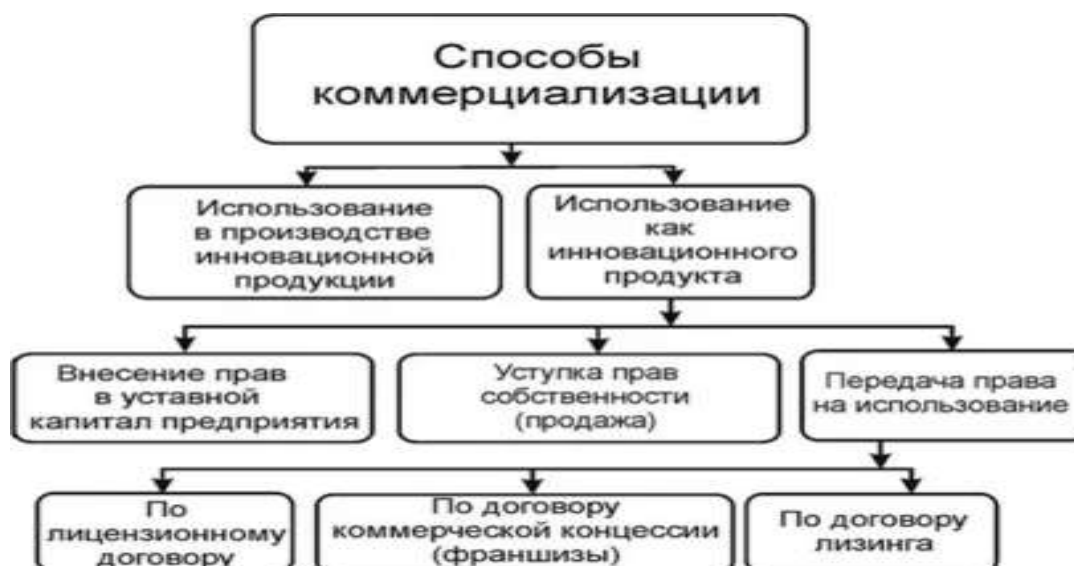 Способы
коммерциализации
Использование
в производстве
инновационной
продукции
Использование
как
инновационного
продукта
Внесение прав
в уставной
капитал предприятия
Уступка прав
собственности
(продажа)
Передача права
на использование
По
лицензионному
договору
По договору
коммерческой концессии
(франшизы)
По договору
лизинга